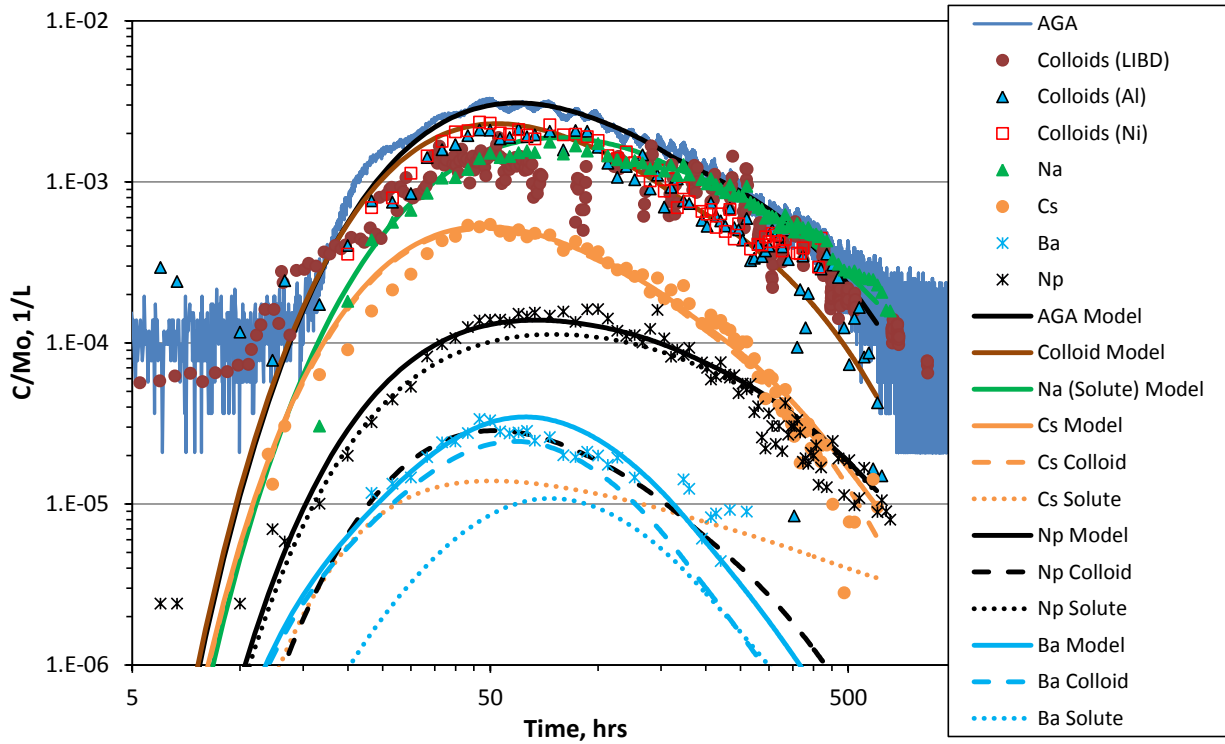 1.E-02
1.E-03
1.E-04
1.E-05
1.E-06
C/Mo, 1/L
5
50
500
Time, hrs
AGA
Colloids (LIBD)
Colloids (Al)
Colloids (Ni)
Na
Cs
Ba
Np
AGA Model
Colloid Model
Na (Solute) Model
Cs Model
Cs Colloid
Cs Solute
Np Model
Np Colloid
Np Solute
Ba Model
Ba Colloid
Ba Solute